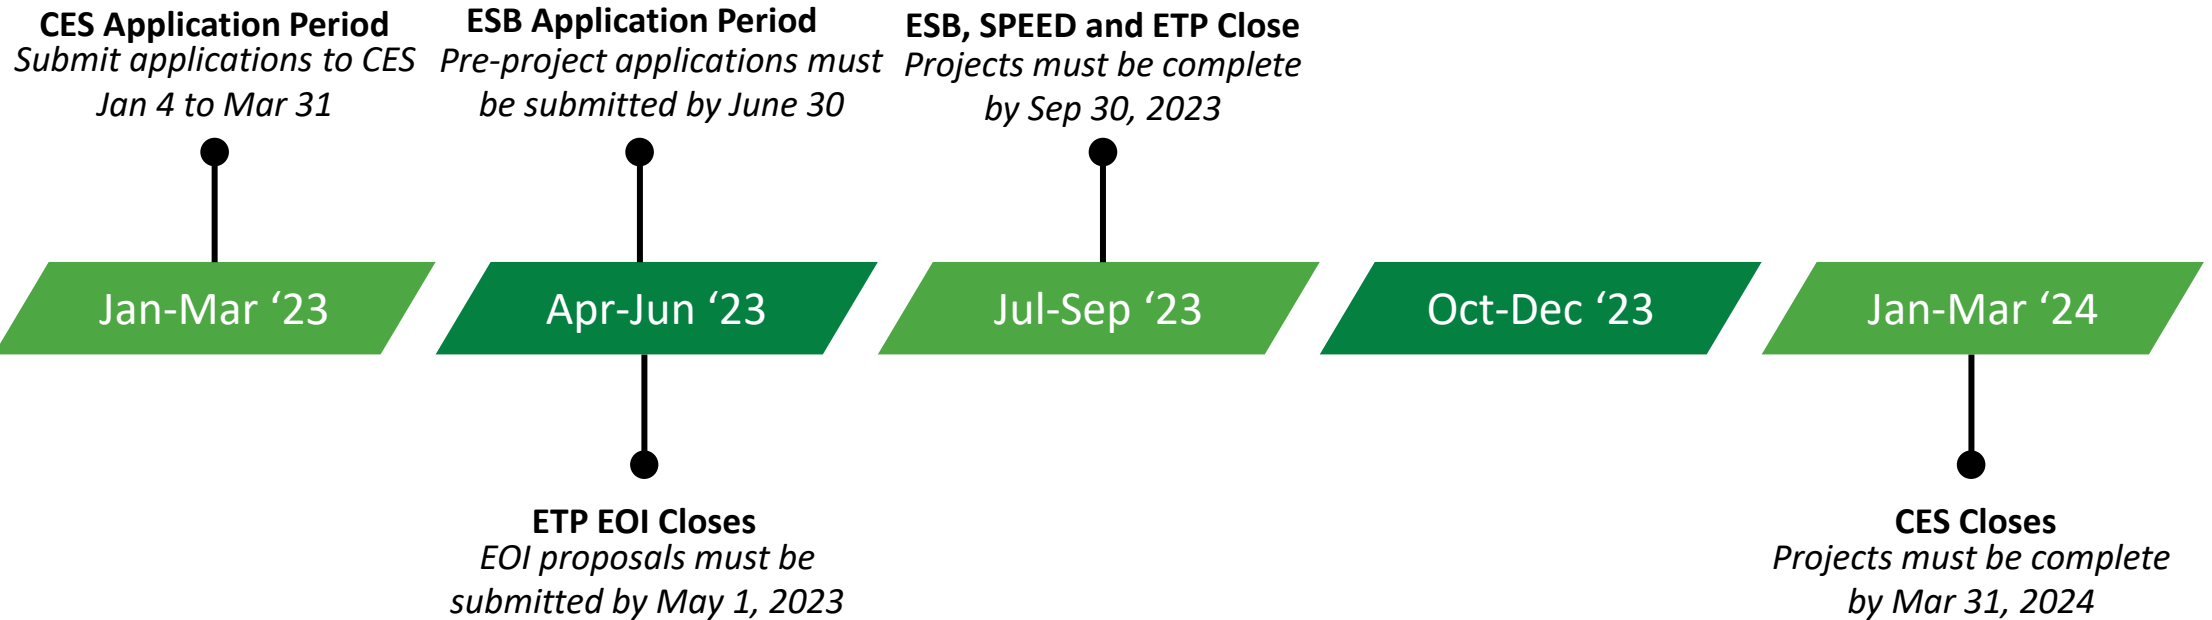 CES Application Period
Submit applications to CES
Jan 4 to Mar 31
ESB Application Period
Pre-project applications must
be submitted by June 30
ESB, SPEED and ETP Close
Projects must be complete
by Sep 30, 2023
Jan-Mar ‘23
Apr-Jun ‘23
Jul-Sep ‘23
Oct-Dec ‘23
Jan-Mar ‘24
ETP EOI Closes
EOI proposals must be
submitted by May 1, 2023
CES Closes
Projects must be complete
by Mar 31, 2024